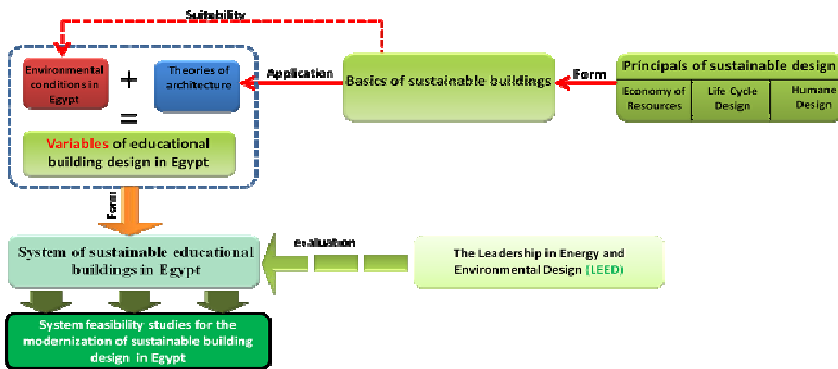 Suitability
Environmental
conditions in
Egypt
+
Theories of
architecture
=
Variables of educational
building design in Egypt
Application
Basics of sustainable buildings
Form
Principals of sustainable design
Economy of
Resources
Life Cycle
Design
Humane
Design
Form
System of sustainable educational
buildings in Egypt
evaluation
The Leadership in Energy and
Environmental Design (LEED)
System feasibility studies for the
modernization of sustainable building
design in Egypt